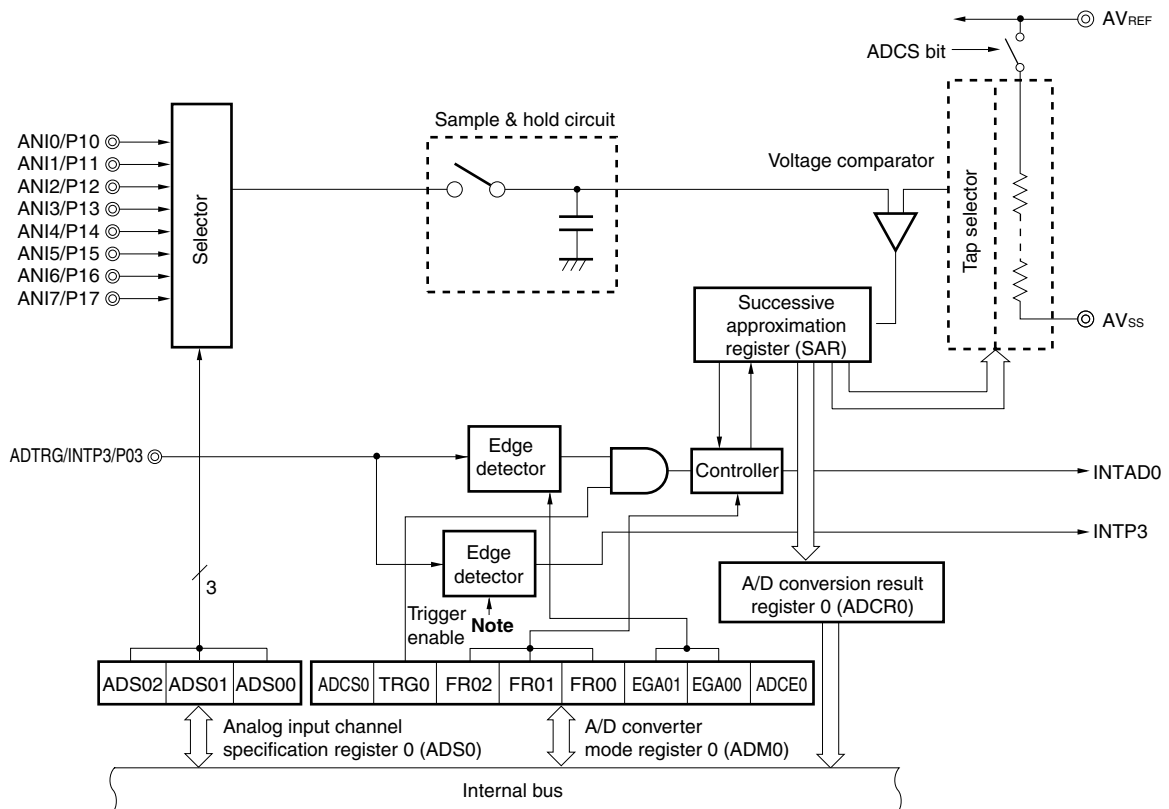 AVREF
ADCS bit
Sample & hold circuit
ANI0/P10
ANI1/P11
ANI2/P12
ANI3/P13
ANI4/P14
ANI5/P15
ANI6/P16
ANI7/P17
Selector
Voltage comparator
Tap selector
Successive
approximation
register (SAR)
AVSS
ADTRG/INTP3/P03
Edge
detector
Controller
INTAD0
INTP3
Edge
detector
3
Trigger
enable
Note
A/D conversion result
register 0 (ADCR0)
ADS02 ADS01 ADS00
ADCS0 TRG0 FR02 FR01 FR00 EGA01 EGA00 ADCE0
Analog input channel
specification register 0 (ADS0)
A/D converter
mode register 0 (ADM0)
Internal bus